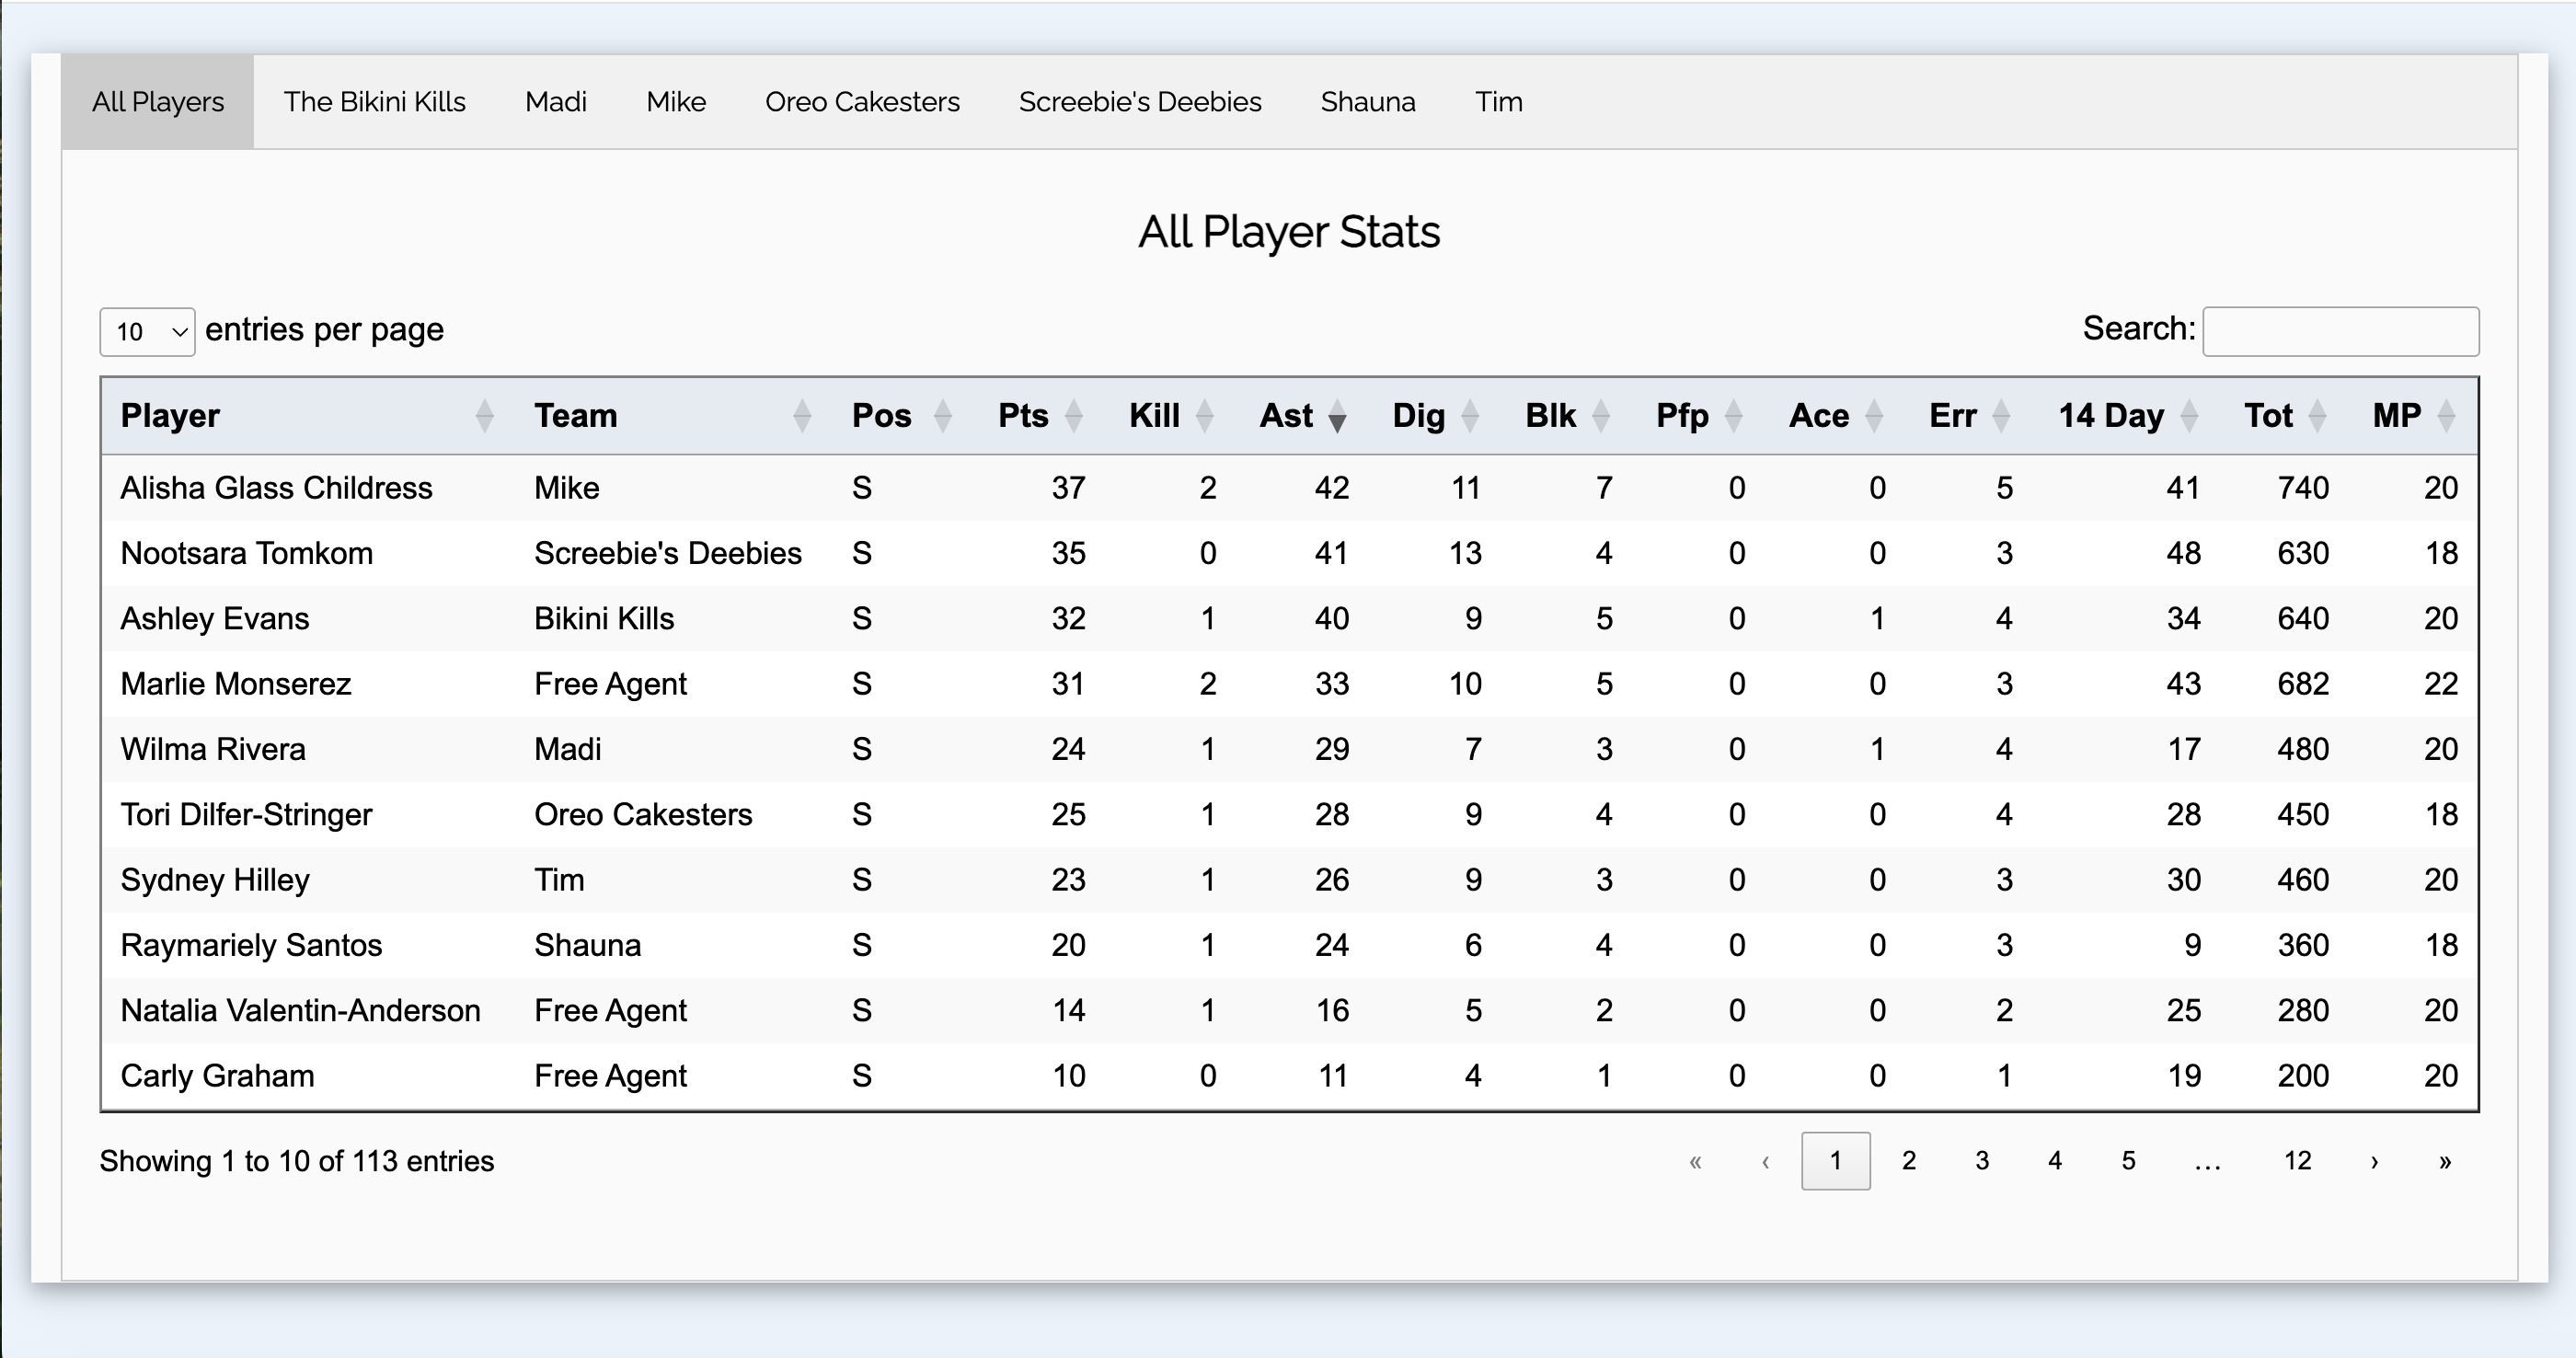 All Players The Bikini Kills Madi Mike Oreo Cakesters Screebie's Deebies Shauna Tim
All Player Stats
10 entries per page Search:
Player Team Pos Pts Kill Ast Dig Blk Pfp Ace Err 14 Day Tot MP
Alisha Glass Childress Mike S 37 2 42 11 7 0 0 5 41 740 20
Nootsara Tomkom Screebie's Deebies S 35 0 41 13 4 0 0 3 48 630 18
Ashley Evans Bikini Kills S 32 1 40 9 5 0 1 4 34 640 20
Marlie Monserez Free Agent S 31 2 33 10 5 0 0 3 43 682 22
Wilma Rivera Madi S 24 1 29 7 3 0 1 4 17 480 20
Tori Dilfer-Stringer Oreo Cakesters S 25 1 28 9 4 0 0 4 28 450 18
Sydney Hilley Tim S 23 1 26 9 3 0 0 3 30 460 20
Raymariely Santos Shauna S 20 1 24 6 4 0 0 3 9 360 18
Natalia Valentin-Anderson Free Agent S 14 1 16 5 2 0 0 2 25 280 20
Carly Graham Free Agent S 10 0 11 4 1 0 0 1 19 200 20
Showing 1 to 10 of 113 entries « ‹ 1 2 3 4 5 … 12 › »